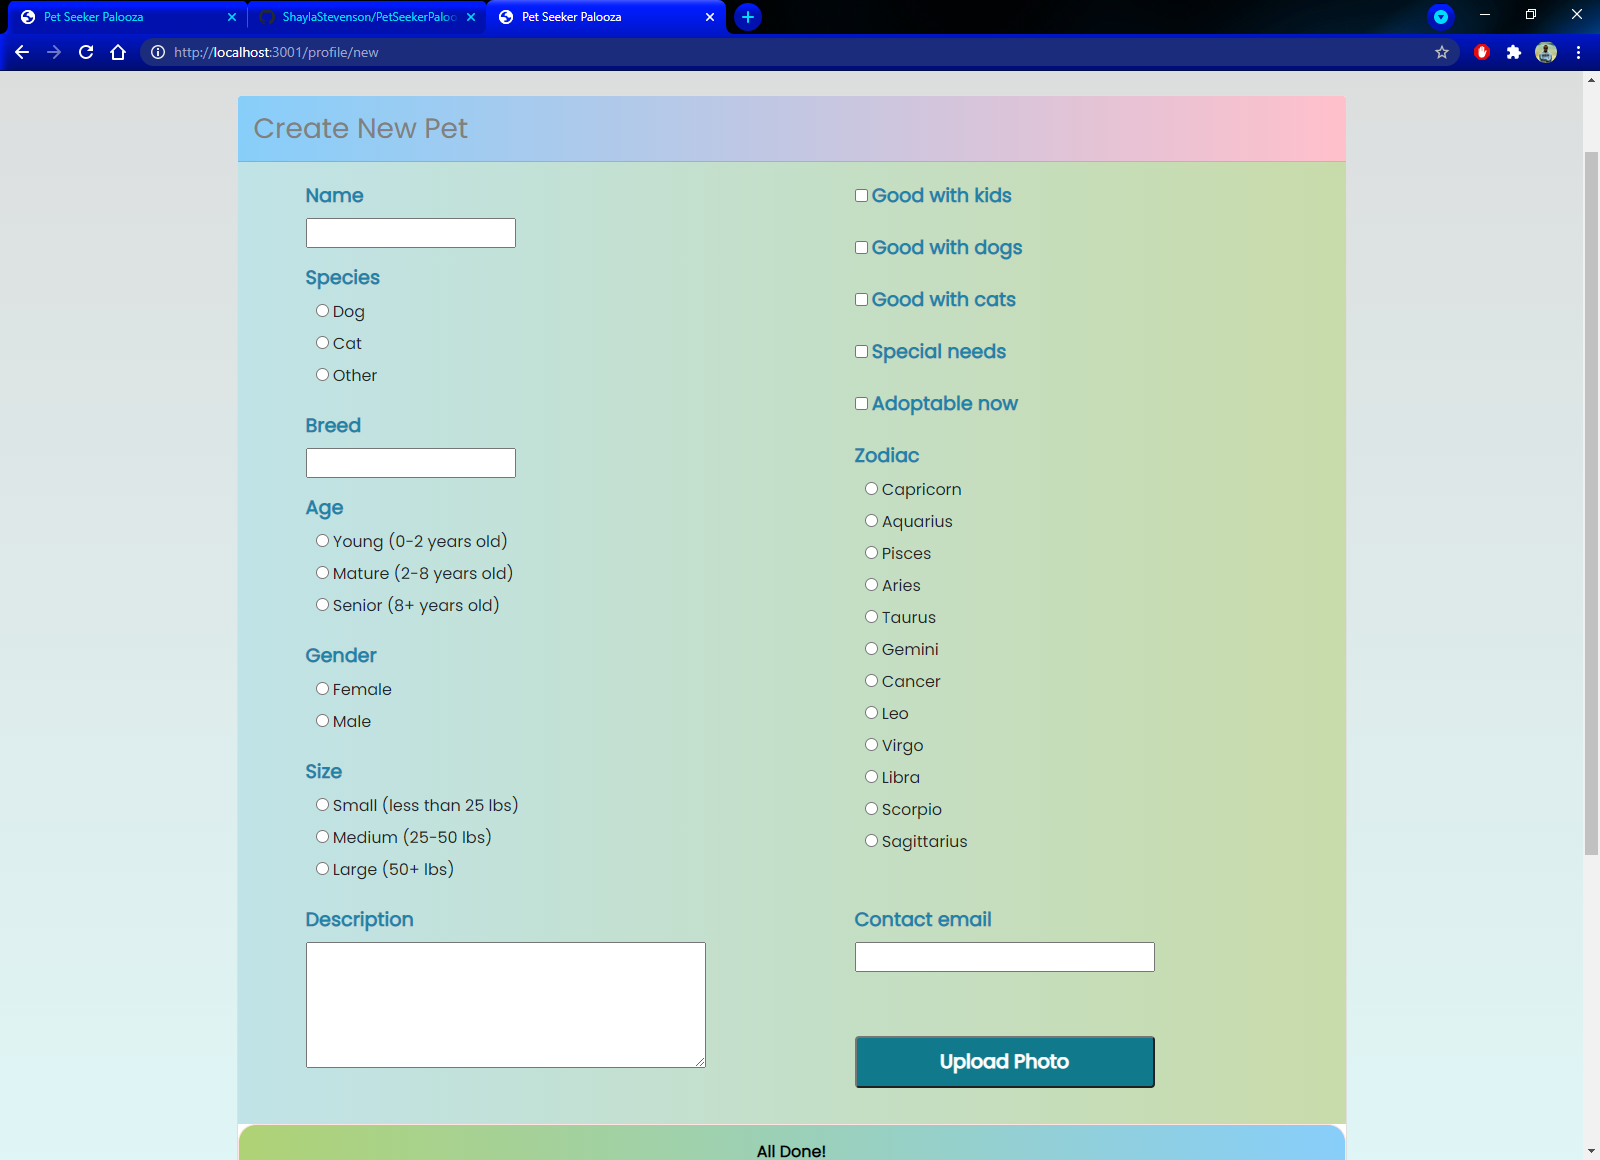 Pet Seeker Palooza
ShaylaStevenson/PetSeekerPaloo
Pet Seeker Palooza
http://localhost:3001/profile/new
Create New Pet
Name
Species
Dog
Cat
Other
Breed
Age
Young (0-2 years old)
Mature (2-8 years old)
Senior (8+ years old)
Gender
Female
Male
Size
Small (less than 25 lbs)
Medium (25-50 lbs)
Large (50+ lbs)
Description
Good with kids
Good with dogs
Good with cats
Special needs
Adoptable now
Zodiac
Capricorn
Aquarius
Pisces
Aries
Taurus
Gemini
Cancer
Leo
Virgo
Libra
Scorpio
Sagittarius
Contact email
Upload Photo
All Done!